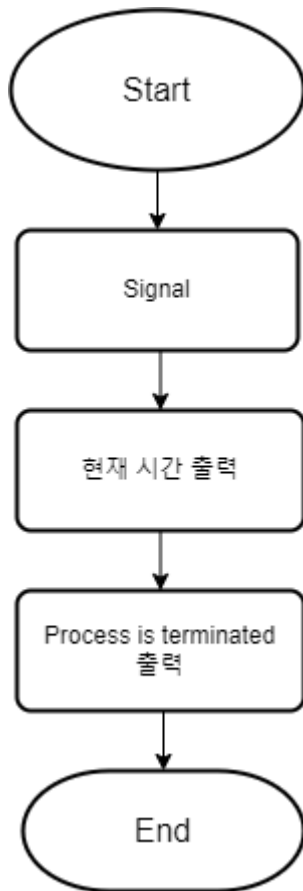 Start
Signal
현재 시간 출력
Process is terminated
출력
End